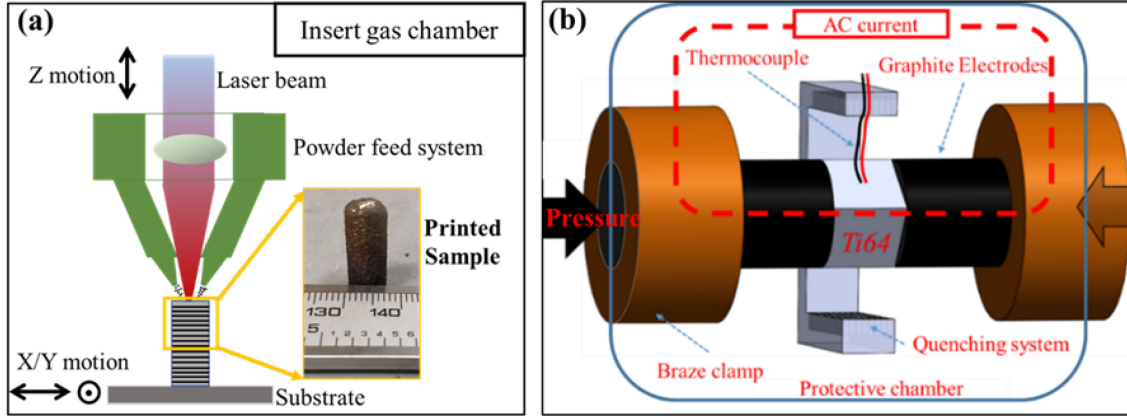 (a)
Insert gas chamber
Z motion
Laser beam
Powder feed system
Printed
Sample
130 140
5 1 2 3 4 5 6
X/Y motion
Substrate
(b)
AC current
Thermocouple
Graphite Electrodes
Pressure
Ti64
Quenching system
Braze clamp
Protective chamber